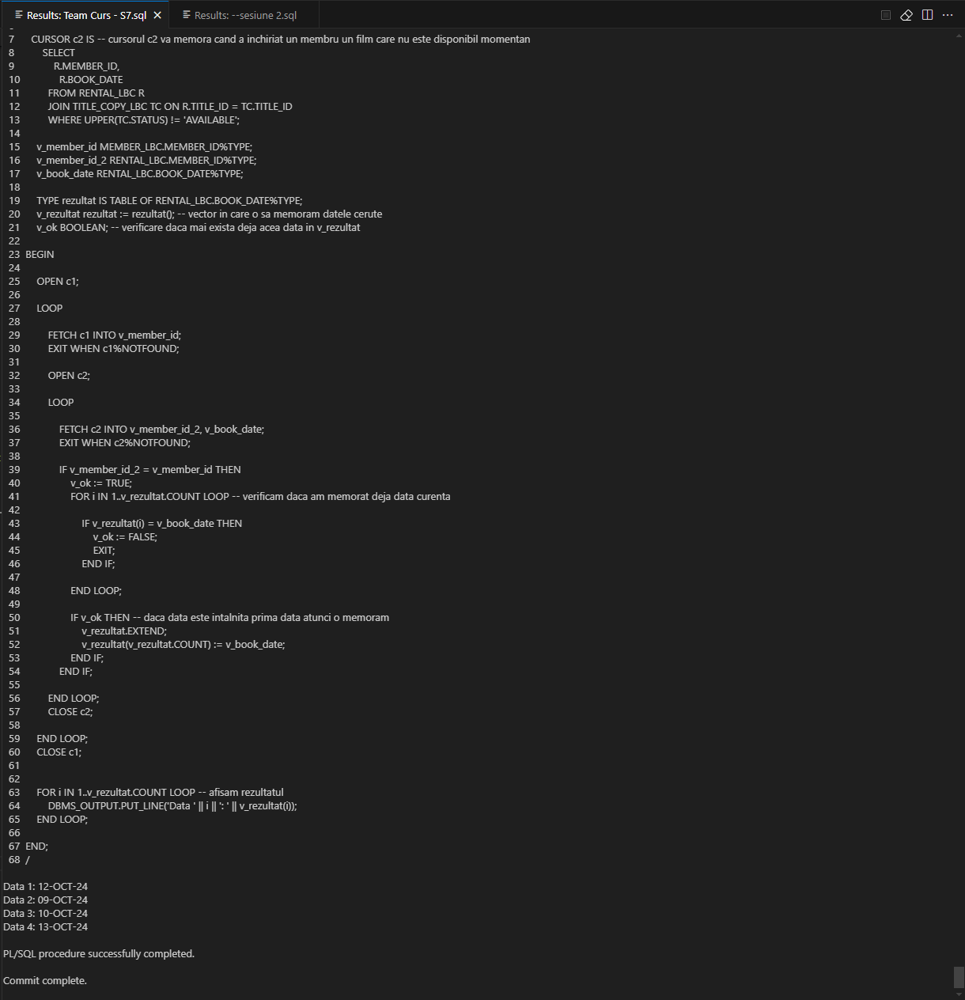 Results: Team Curs - S7.sql
Results: --sesiune 2.sql
7 CURSOR c2 IS -- cursorul c2 va memora cand a inchiriat un membru un film care nu este disponibil momentan
8 SELECT
9 R.MEMBER_ID,
10 R.BOOK_DATE
11 FROM RENTAL_LBC R
12 JOIN TITLE_COPY_LBC TC ON R.TITLE_ID = TC.TITLE_ID
13 WHERE UPPER(TC.STATUS) != 'AVAILABLE';
14
15 v_member_id MEMBER_LBC.MEMBER_ID%TYPE;
16 v_member_id_2 RENTAL_LBC.MEMBER_ID%TYPE;
17 v_book_date RENTAL_LBC.BOOK_DATE%TYPE;
18
19 TYPE rezultat IS TABLE OF RENTAL_LBC.BOOK_DATE%TYPE;
20 v_rezultat rezultat := rezultat(); -- vector in care o sa memoram datele cerute
21 v_ok BOOLEAN; -- verificare daca mai exista deja acea data in v_rezultat
22
23 BEGIN
24
25 OPEN c1;
26
27 LOOP
28
29 FETCH c1 INTO v_member_id;
30 EXIT WHEN c1%NOTFOUND;
31
32 OPEN c2;
33
34 LOOP
35
36 FETCH c2 INTO v_member_id_2, v_book_date;
37 EXIT WHEN c2%NOTFOUND;
38
39 IF v_member_id_2 = v_member_id THEN
40 v_ok := TRUE;
41 FOR i IN 1..v_rezultat.COUNT LOOP -- verificam daca am memorat deja data curenta
42
43 IF v_rezultat(i) = v_book_date THEN
44 v_ok := FALSE;
45 EXIT;
46 END IF;
47
48 END LOOP;
49
50 IF v_ok THEN -- daca data este intalnita prima data atunci o memoram
51 v_rezultat.EXTEND;
52 v_rezultat(v_rezultat.COUNT) := v_book_date;
53 END IF;
54 END IF;
55
56 END LOOP;
57 CLOSE c2;
58
59 END LOOP;
60 CLOSE c1;
61
62
63 FOR i IN 1..v_rezultat.COUNT LOOP -- afisam rezultatul
64 DBMS_OUTPUT.PUT_LINE('Data ' || i || ': ' || v_rezultat(i));
65 END LOOP;
66
67 END;
68 /
Data 1: 12-OCT-24
Data 2: 09-OCT-24
Data 3: 10-OCT-24
Data 4: 13-OCT-24
PL/SQL procedure successfully completed.
Commit complete.